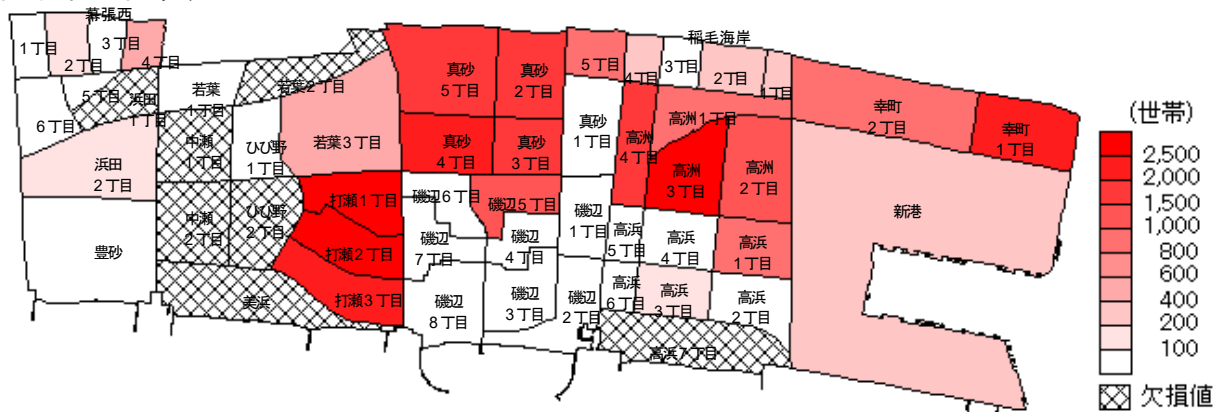 幕張西
1丁目
2丁目
3丁目
4丁目
5丁目
6丁目
浜田
1丁目
浜田
2丁目
豊砂
若葉
1丁目
若葉2丁目
若葉3丁目
中瀬
1丁目
中瀬
2丁目
ひび野
1丁目
ひび野
2丁目
美浜
打瀬1丁目
打瀬2丁目
打瀬3丁目
真砂
5丁目
真砂
2丁目
真砂
4丁目
真砂
3丁目
真砂
1丁目
磯辺6丁目
磯辺5丁目
磯辺
7丁目
磯辺
4丁目
磯辺
1丁目
磯辺
8丁目
磯辺
3丁目
磯辺
2丁目
稲毛海岸
5丁目
4丁目
3丁目
2丁目
1丁目
高洲1丁目
高洲
4丁目
高洲
3丁目
高洲
2丁目
高浜
5丁目
高浜
4丁目
高浜
1丁目
高浜
6丁目
高浜
3丁目
高浜
2丁目
高浜7丁目
幸町
2丁目
幸町
1丁目
新港
(世帯)
2,500
2,000
1,500
1,000
800
600
400
200
100
欠損値